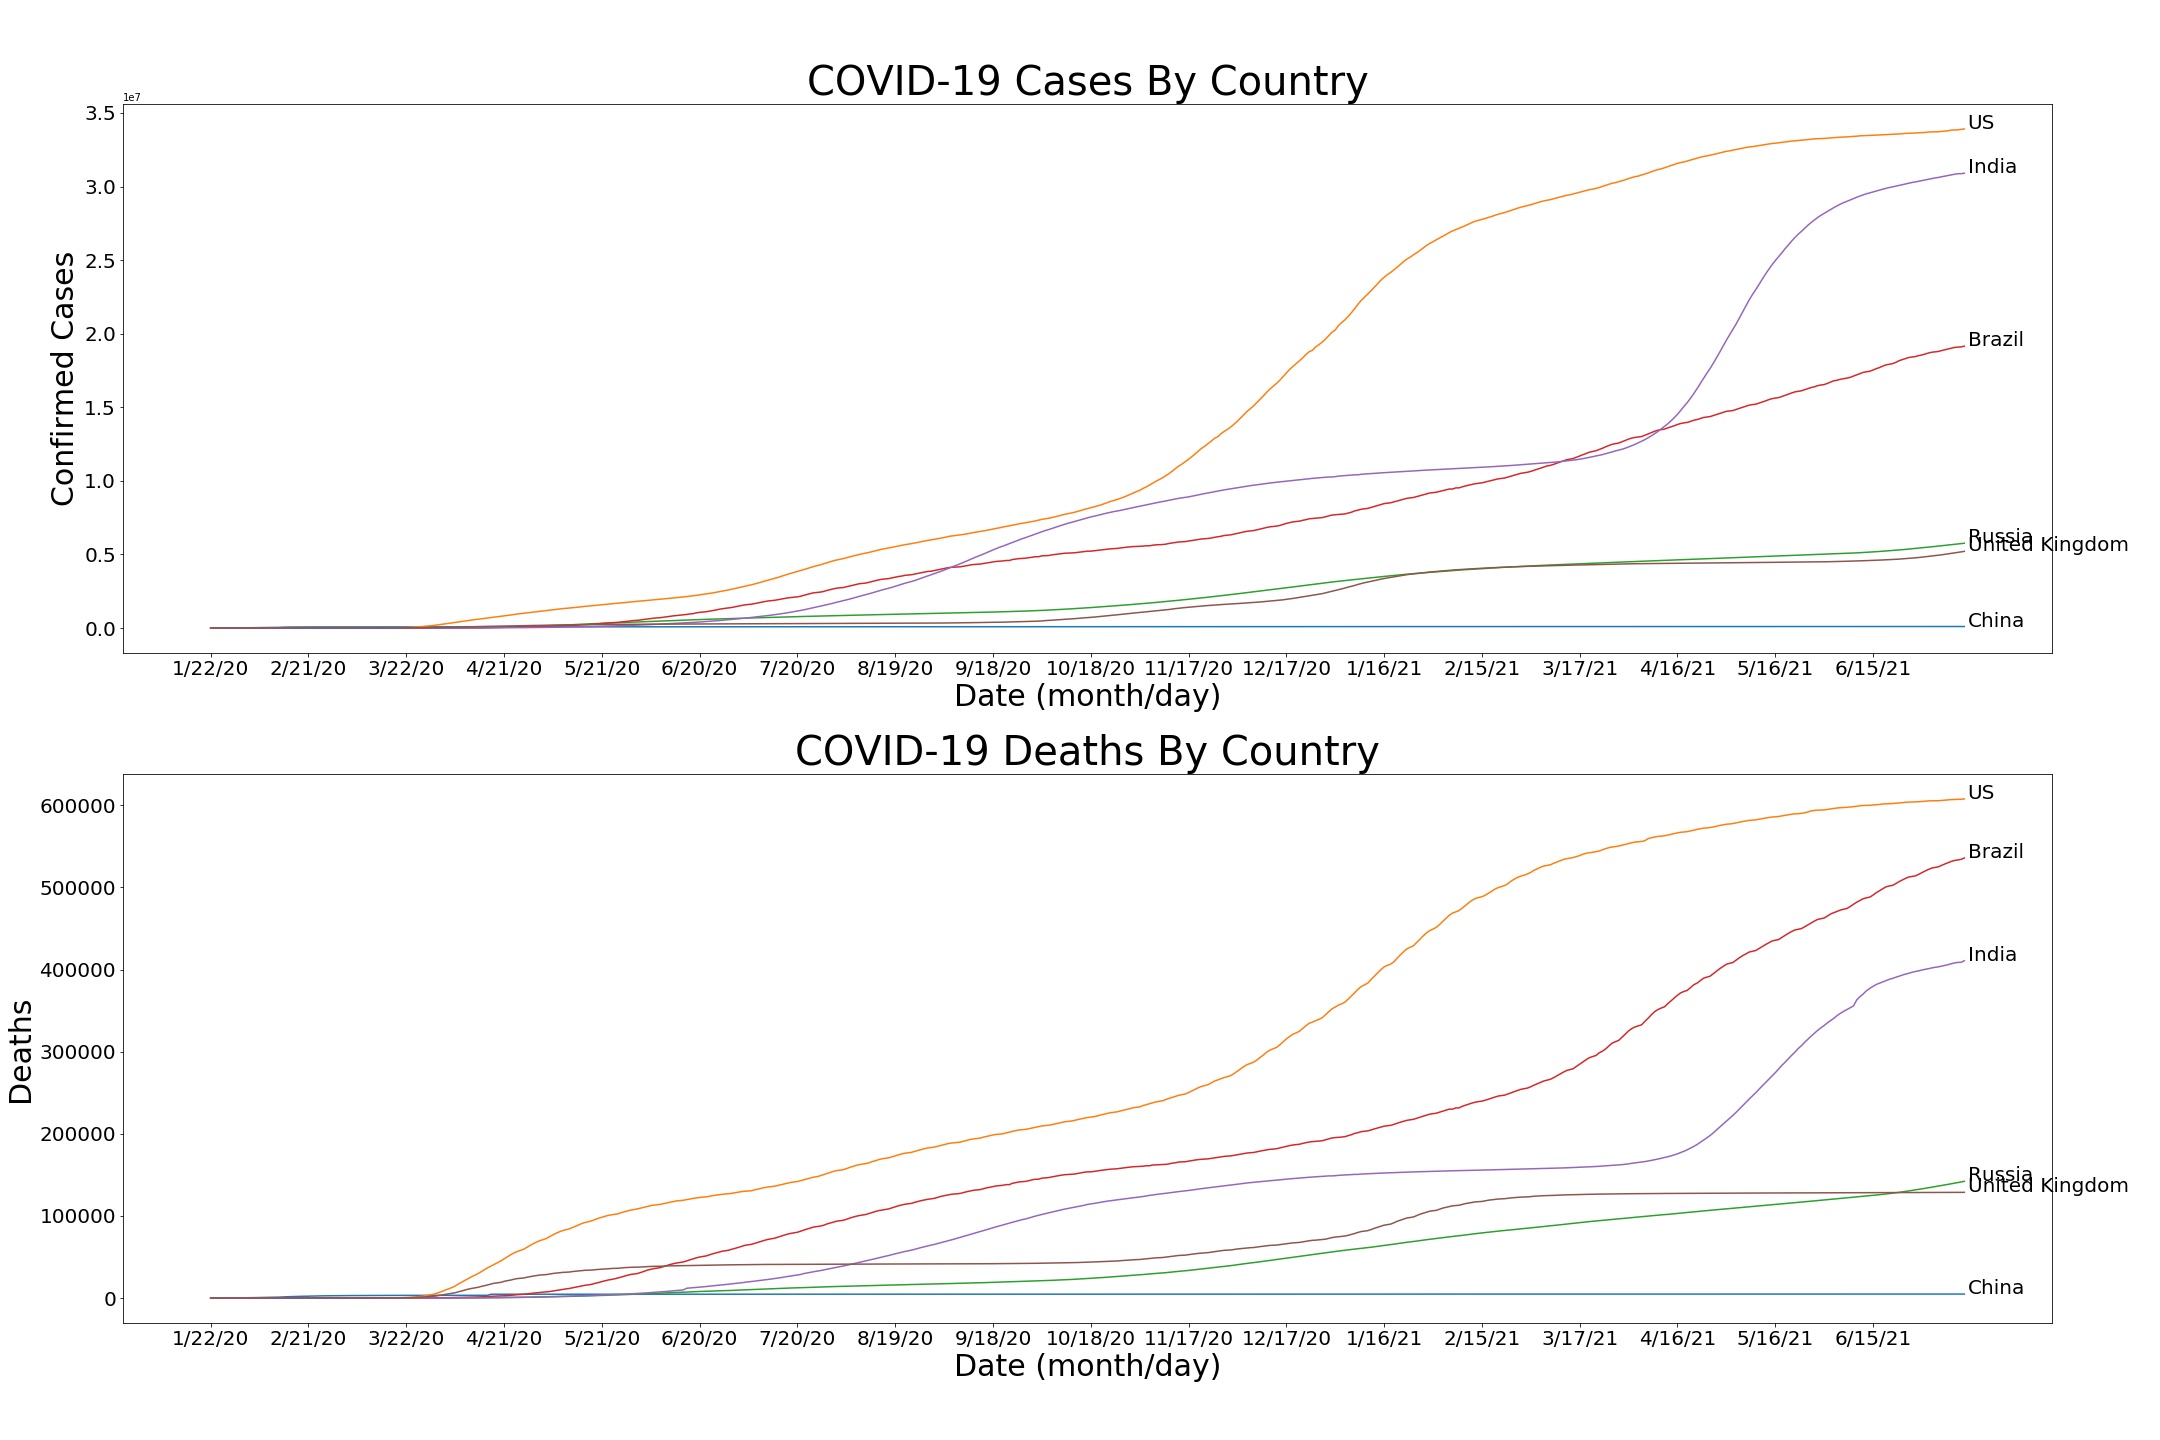 COVID-19 Cases By Country
1e7
3.5
3.0
2.5
2.0
1.5
1.0
0.5
0.0
Confirmed Cases
US
India
Brazil
Russia
United Kingdom
China
1/22/20 2/21/20 3/22/20 4/21/20 5/21/20 6/20/20 7/20/20 8/19/20 9/18/20 10/18/20 11/17/20 12/17/20 1/16/21 2/15/21 3/17/21 4/16/21 5/16/21 6/15/21
Date (month/day)
COVID-19 Deaths By Country
600000
500000
400000
300000
200000
100000
0
Deaths
US
Brazil
India
Russia
United Kingdom
China
1/22/20 2/21/20 3/22/20 4/21/20 5/21/20 6/20/20 7/20/20 8/19/20 9/18/20 10/18/20 11/17/20 12/17/20 1/16/21 2/15/21 3/17/21 4/16/21 5/16/21 6/15/21
Date (month/day)